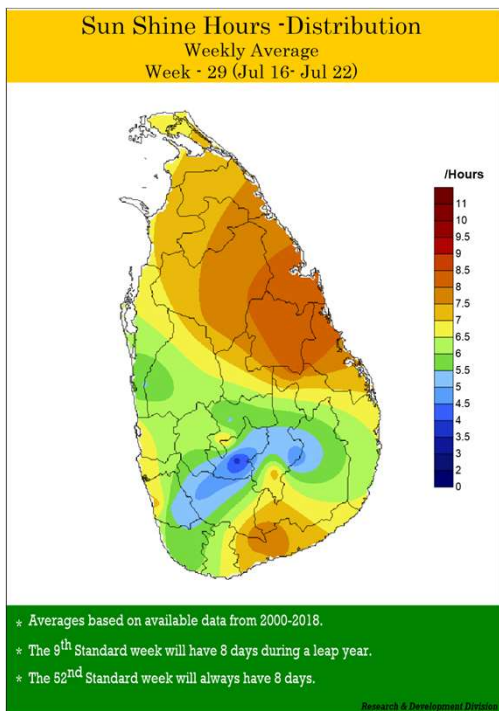 Sun Shine Hours -Distribution
Weekly Average
Week - 29 (Jul 16- Jul 22)
/Hours
11
10
9.5
9
8.5
8
7.5
7
6.5
6
5.5
5
4.5
4
3.5
3
2
0
* Averages based on available data from 2000-2018.
* The 9th Standard week will have 8 days during a leap year.
* The 52nd Standard week will always have 8 days.
Research & Development Division